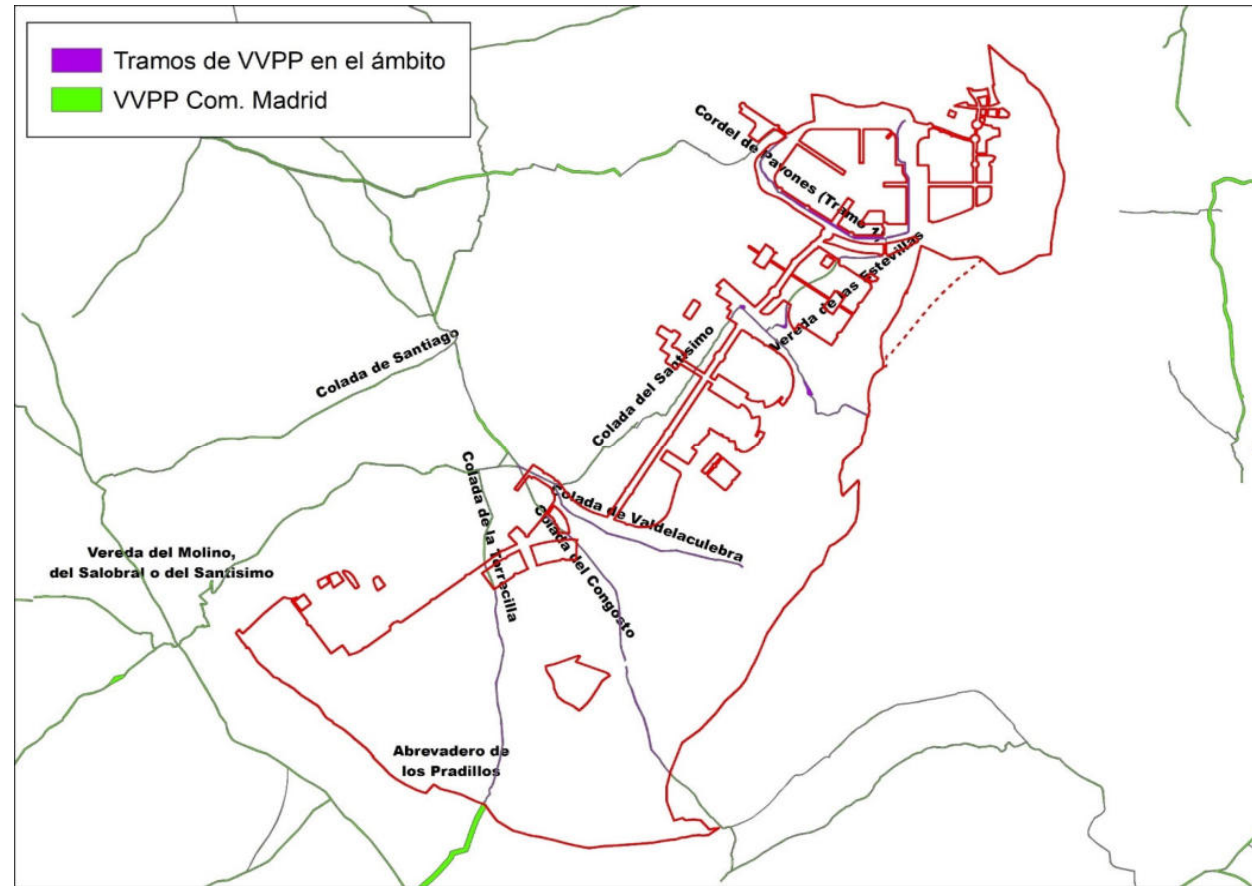 Tramos de VVPP en el ámbito
VVPP Com. Madrid
Cordel de Pavones (Tramo 1)
Vereda de las Estevillas
Colada de Santiago
Colada del Santísimo
Colada de la Torrecilla
Colada de Valdelaculebra
Colada del Congosto
Vereda del Molino,
del Salobral o del Santísimo
Abrevadero de
los Pradillos